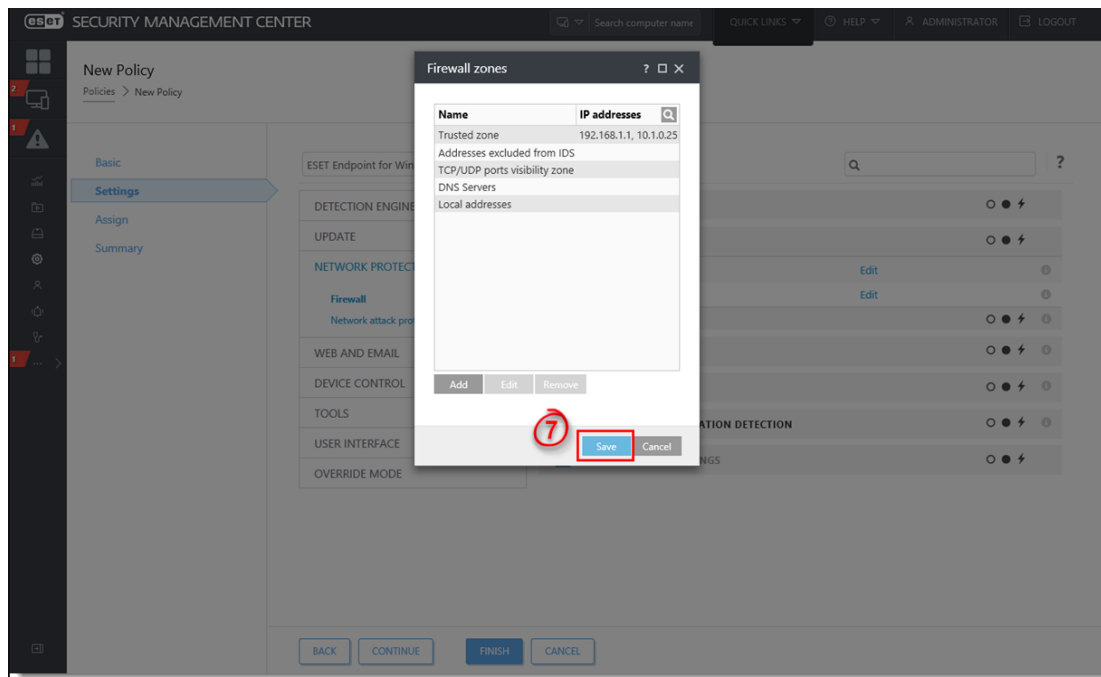 eset SECURITY MANAGEMENT CENTER
Search computer name
QUICK LINKS
HELP
ADMINISTRATOR
LOGOUT
New Policy
Policies > New Policy
2
1
1
Basic
Settings
Assign
Summary
ESET Endpoint for Win
?
DETECTION ENGINE
UPDATE
NETWORK PROTECT
Firewall
Network attack pro
WEB AND EMAIL
DEVICE CONTROL
TOOLS
USER INTERFACE
OVERRIDE MODE
Edit
Edit
ATION DETECTION
NGS
Firewall zones
?
Name IP addresses
Trusted zone 192.168.1.1, 10.1.0.25
Addresses excluded from IDS
TCP/UDP ports visibility zone
DNS Servers
Local addresses
Add Edit Remove
7
Save Cancel
BACK CONTINUE FINISH CANCEL